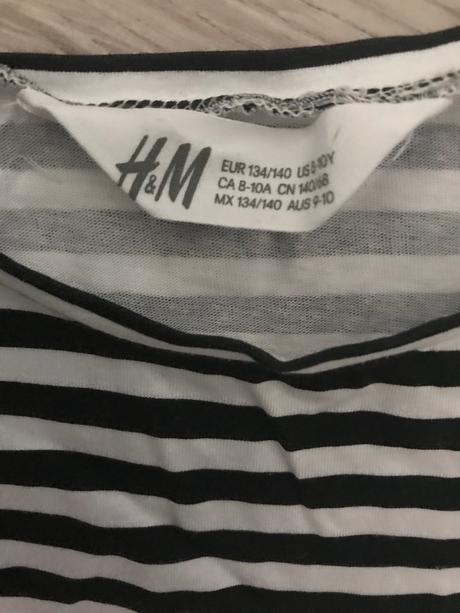 H&M
EUR 134/140 US 8-10Y
CA 8-10A CN 140/68
MX 134/140 AUS 9-10